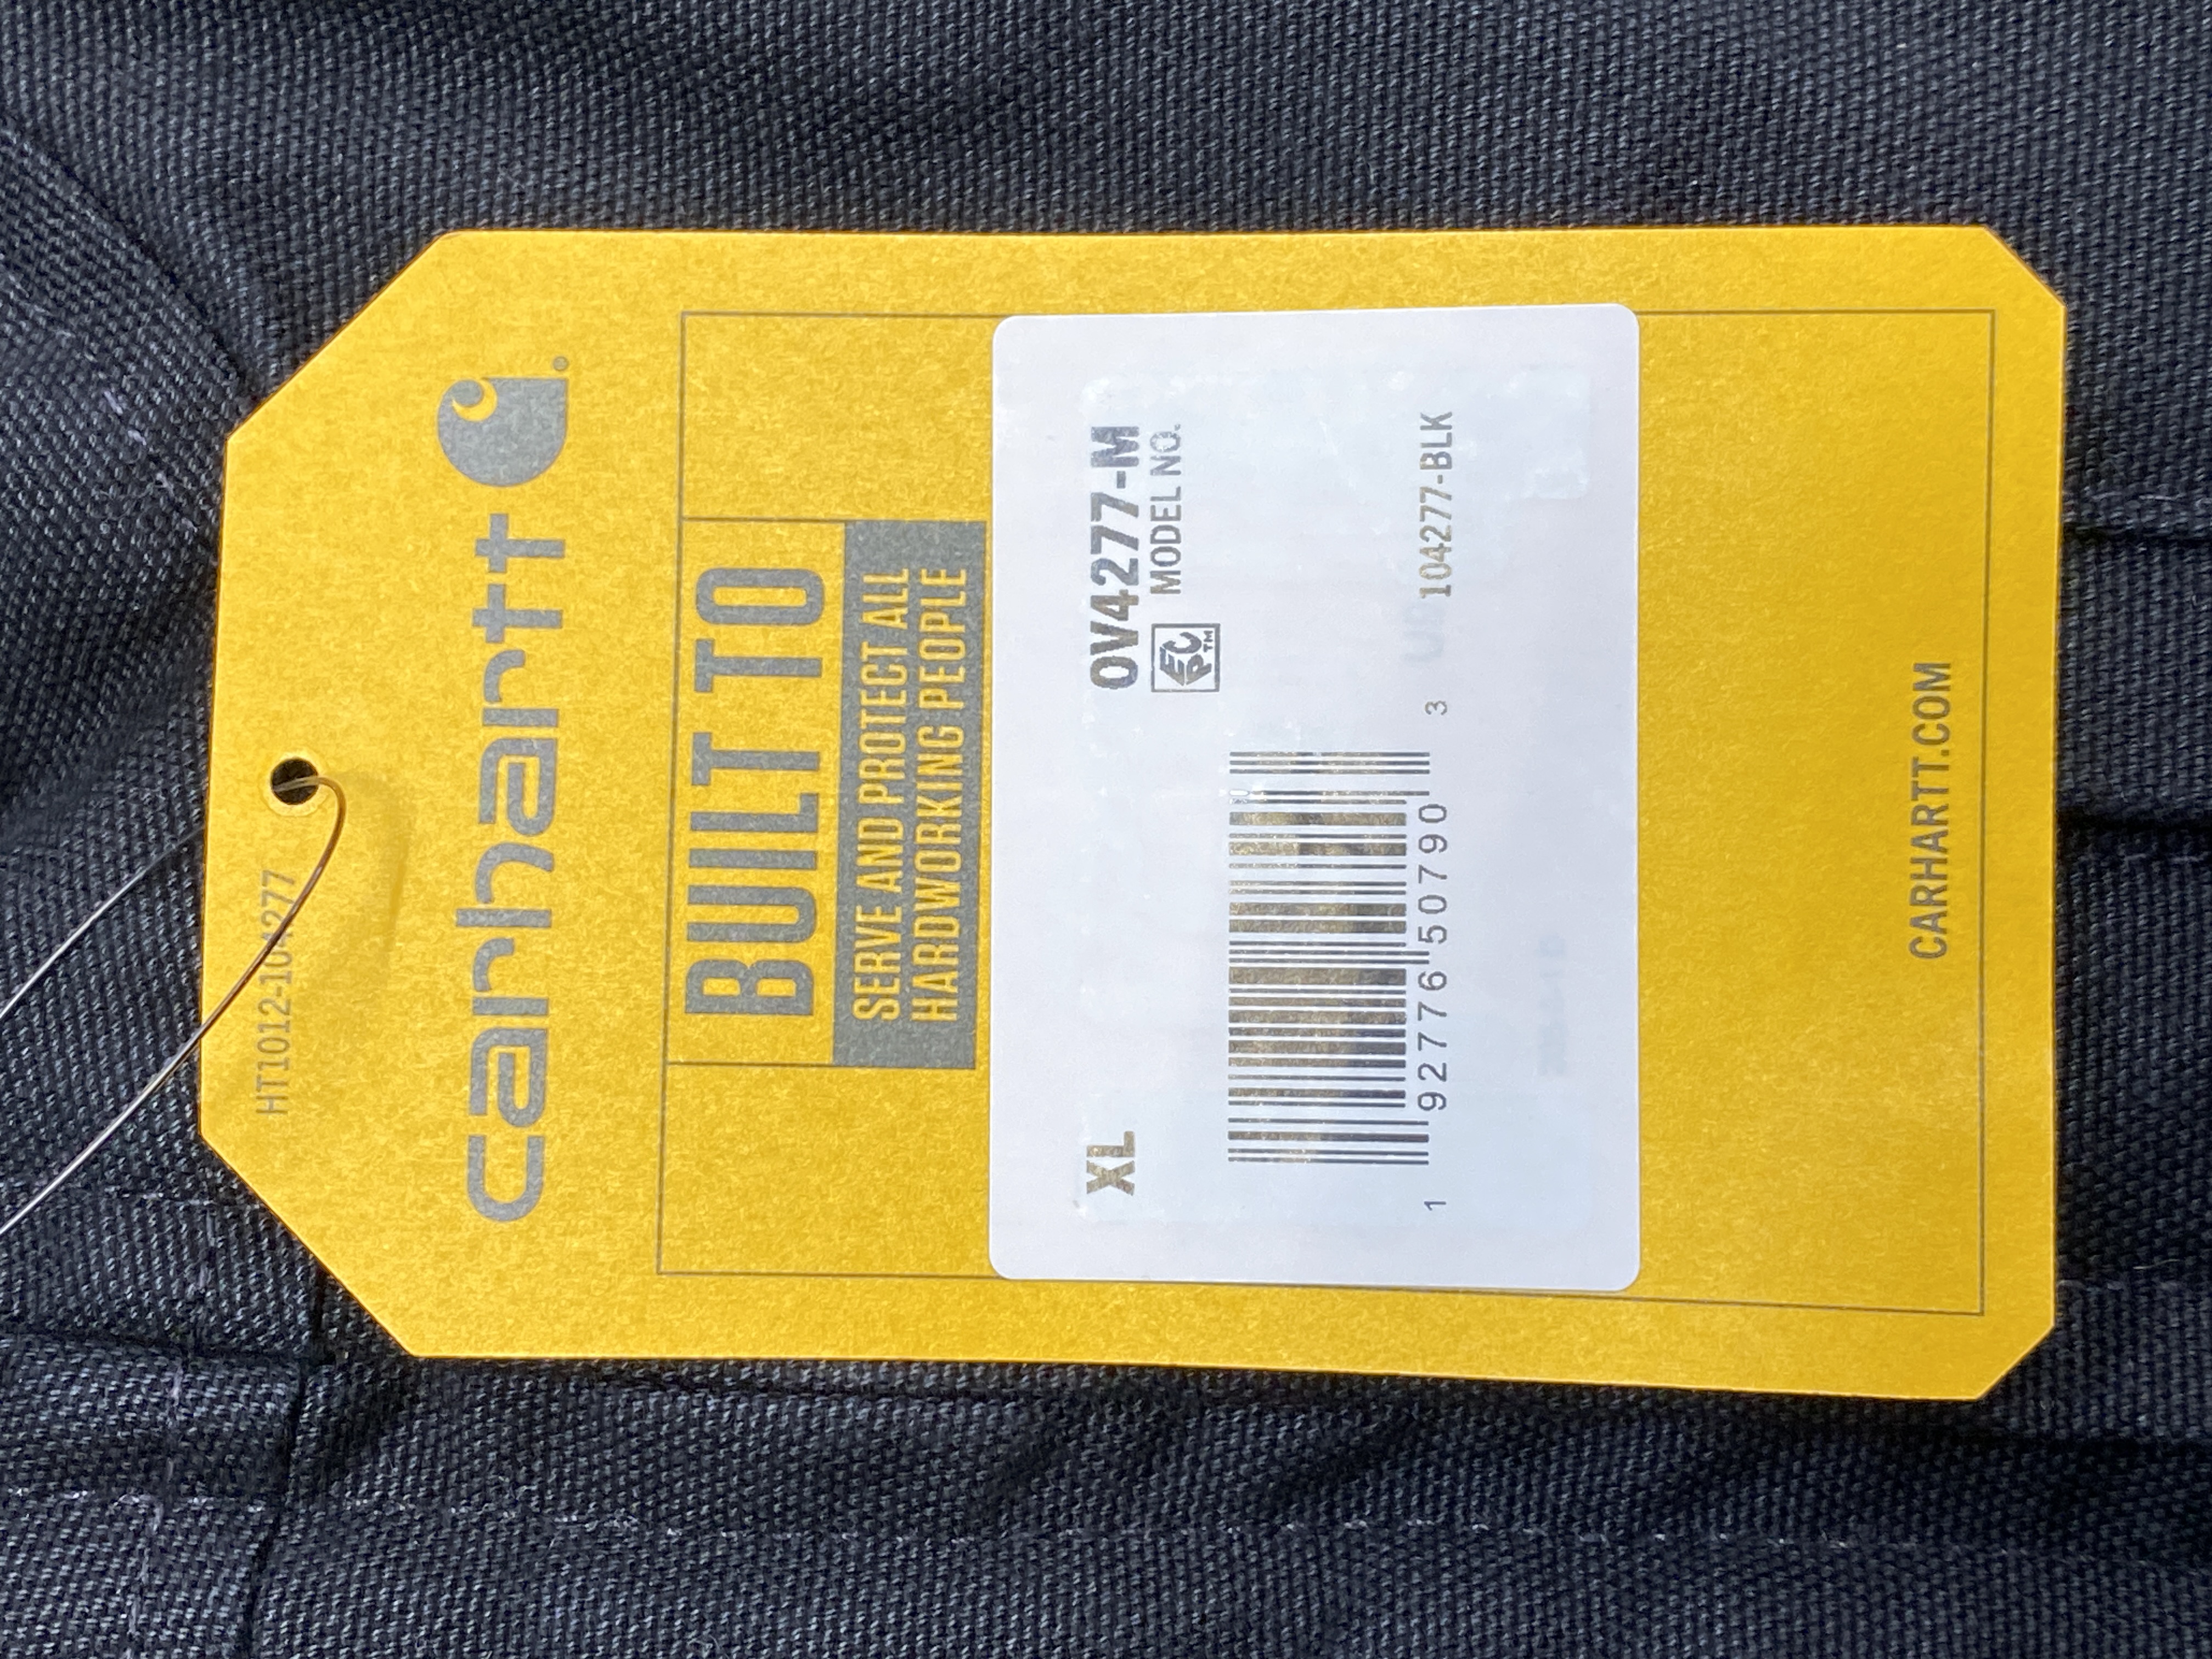 HT1012-104277
carhartt
BUILT TO
SERVE AND PROTECT ALL
HARDWORKING PEOPLE
XL
OV4277-M
EPC™
MODEL NO.
1 92776 50790 3
104277-BLK
CARHARTT.COM